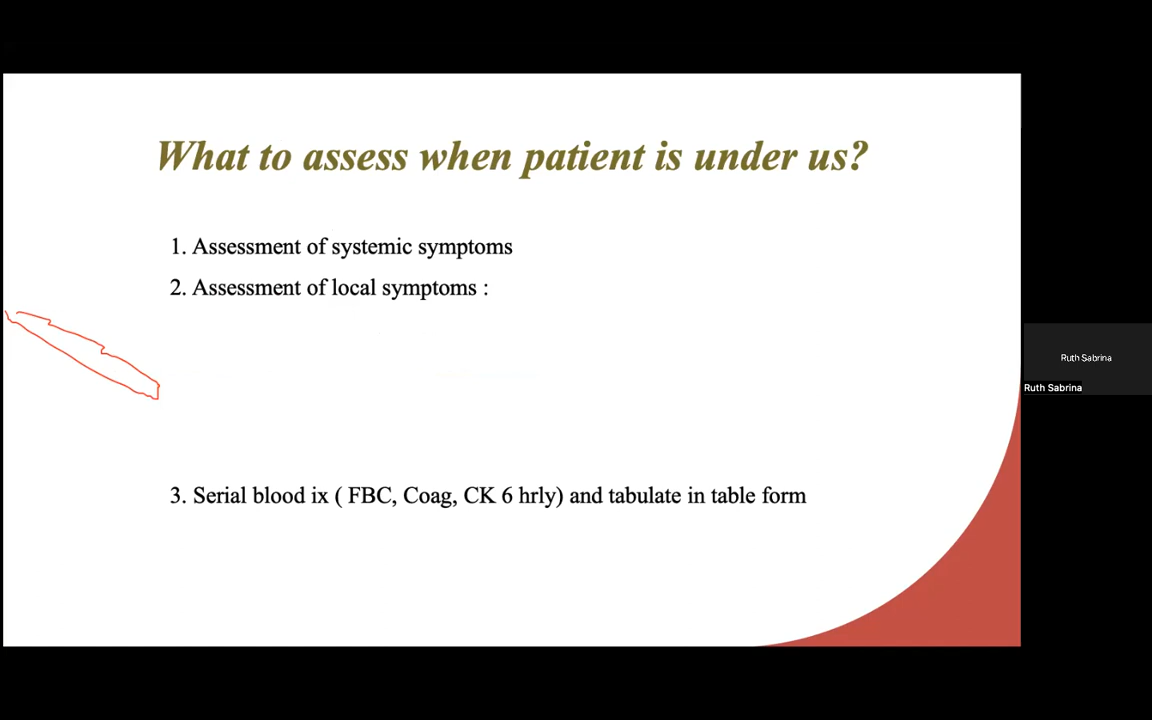 What to assess when patient is under us?
1. Assessment of systemic symptoms
2. Assessment of local symptoms :
3. Serial blood ix ( FBC, Coag, CK 6 hrly) and tabulate in table form
Ruth Sabrina
Ruth Sabrina